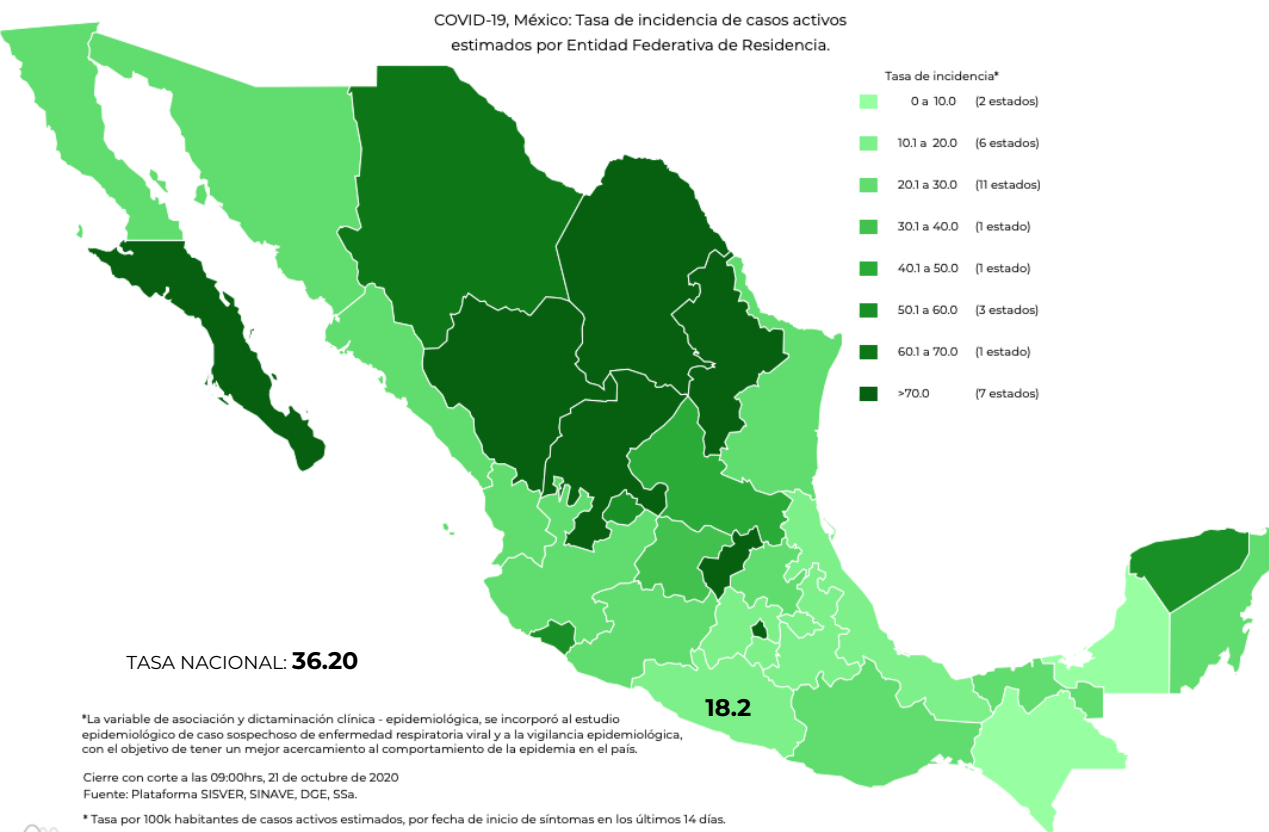 COVID-19, México: Tasa de incidencia de casos activos
estimados por Entidad Federativa de Residencia.
Tasa de incidencia*
0 a 10.0 (2 estados)
10.1 a 20.0 (6 estados)
20.1 a 30.0 (11 estados)
30.1 a 40.0 (1 estado)
40.1 a 50.0 (1 estado)
50.1 a 60.0 (3 estados)
60.1 a 70.0 (1 estado)
>70.0 (7 estados)
TASA NACIONAL: 36.20
18.2
*La variable de asociación y dictaminación clínica - epidemiológica, se incorporó al estudio
epidemiológico de caso sospechoso de enfermedad respiratoria viral y a la vigilancia epidemiológica,
con el objetivo de tener un mejor acercamiento al comportamiento de la epidemia en el país.
Cierre con corte a las 09:00hrs, 21 de octubre de 2020
Fuente: Plataforma SISVER, SINAVE, DGE, SSa.
* Tasa por 100k habitantes de casos activos estimados, por fecha de inicio de síntomas en los últimos 14 días.